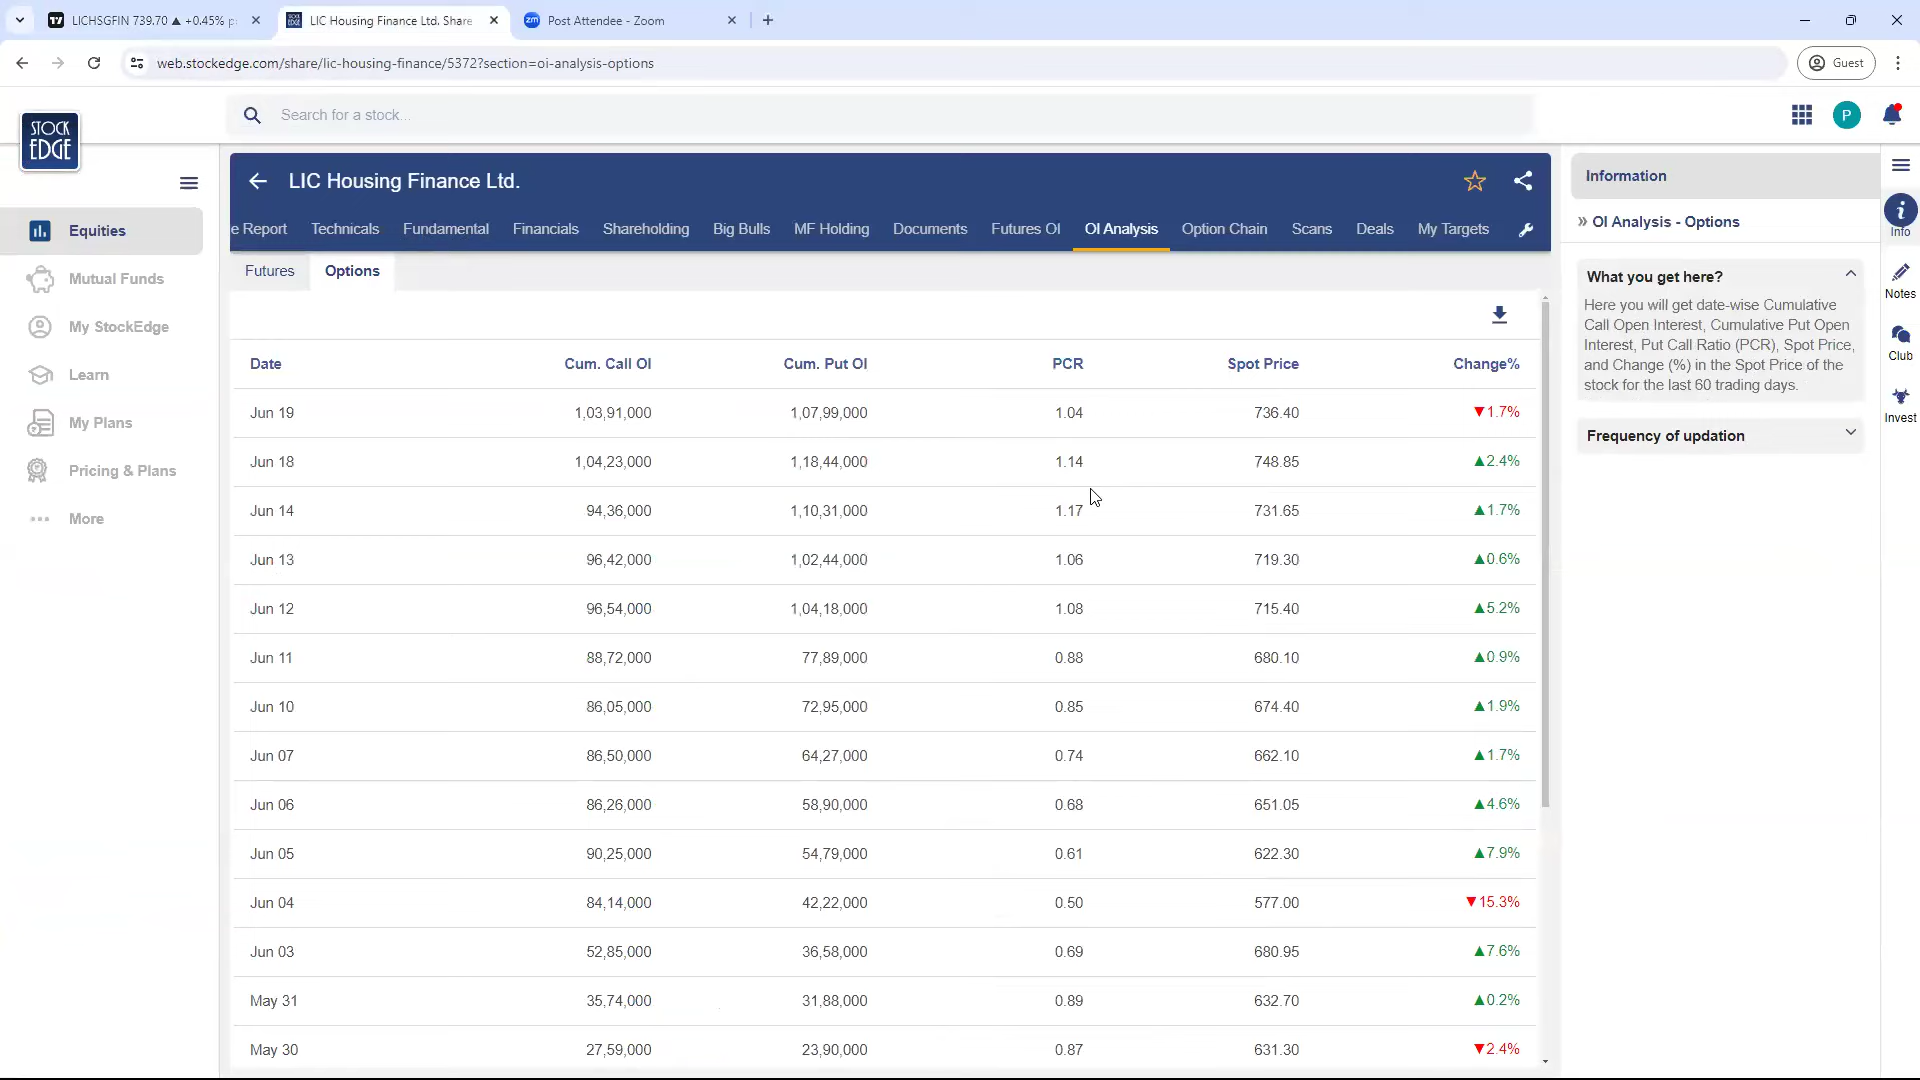 LICHSGFIN 739.70 ▲ +0.45%
LIC Housing Finance Ltd. Share
Post Attendee - Zoom
web.stockedge.com/share/lic-housing-finance/5372?section=oi-analysis-options
Guest
STOCK
EDGE
Search for a stock...
P
Equities
Mutual Funds
My StockEdge
Learn
My Plans
Pricing & Plans
More
LIC Housing Finance Ltd.
e Report Technicals Fundamental Financials Shareholding Big Bulls MF Holding Documents Futures OI OI Analysis Option Chain Scans Deals My Targets
Futures Options
Date Cum. Call OI Cum. Put OI PCR Spot Price Change%
Jun 19 1,03,91,000 1,07,99,000 1.04 736.40 ▼1.7%
Jun 18 1,04,23,000 1,18,44,000 1.14 748.85 ▲2.4%
Jun 14 94,36,000 1,10,31,000 1.17 731.65 ▲1.7%
Jun 13 96,42,000 1,02,44,000 1.06 719.30 ▲0.6%
Jun 12 96,54,000 1,04,18,000 1.08 715.40 ▲5.2%
Jun 11 88,72,000 77,89,000 0.88 680.10 ▲0.9%
Jun 10 86,05,000 72,95,000 0.85 674.40 ▲1.9%
Jun 07 86,50,000 64,27,000 0.74 662.10 ▲1.7%
Jun 06 86,26,000 58,90,000 0.68 651.05 ▲4.6%
Jun 05 90,25,000 54,79,000 0.61 622.30 ▲7.9%
Jun 04 84,14,000 42,22,000 0.50 577.00 ▼15.3%
Jun 03 52,85,000 36,58,000 0.69 680.95 ▲7.6%
May 31 35,74,000 31,88,000 0.89 632.70 ▲0.2%
May 30 27,59,000 23,90,000 0.87 631.30 ▼2.4%
Information
» OI Analysis - Options
What you get here?
Here you will get date-wise Cumulative
Call Open Interest, Cumulative Put Open
Interest, Put Call Ratio (PCR), Spot Price,
and Change (%) in the Spot Price of the
stock for the last 60 trading days.
Frequency of updation
Info
Notes
Club
Invest